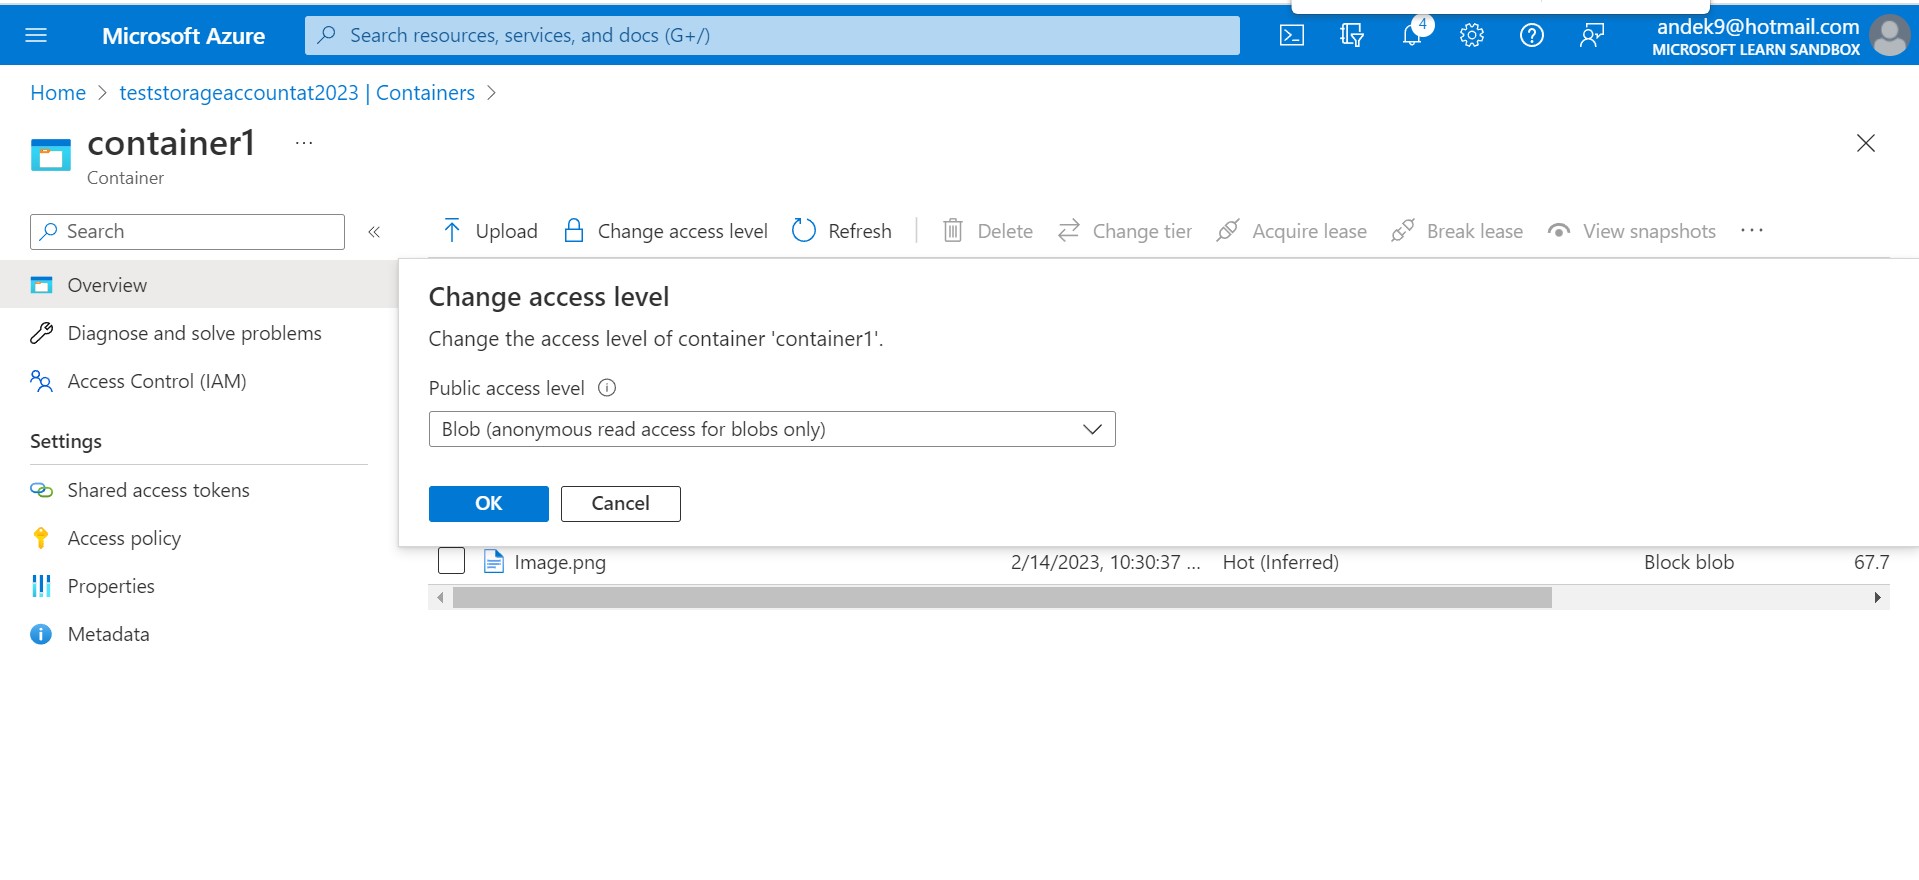 Microsoft Azure
Search resources, services, and docs (G+/)
4
andek9@hotmail.com
MICROSOFT LEARN SANDBOX
Home > teststorageaccountat2023 | Containers >
container1 ...
Container
Search «
Upload Change access level Refresh | Delete Change tier Acquire lease Break lease View snapshots ...
Overview
Diagnose and solve problems
Access Control (IAM)
Settings
Shared access tokens
Access policy
Properties
Metadata
Change access level
Change the access level of container 'container1'.
Public access level
Blob (anonymous read access for blobs only)
OK Cancel
Image.png 2/14/2023, 10:30:37 ... Hot (Inferred) Block blob 67.7